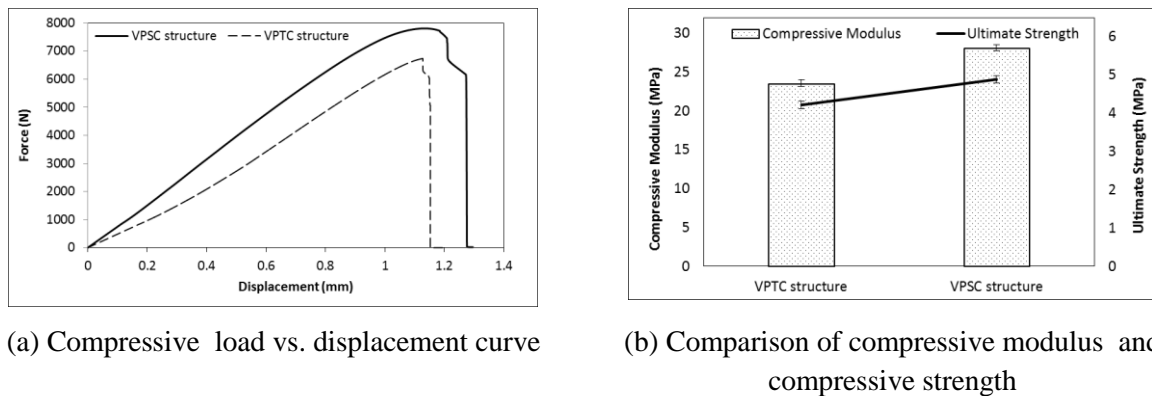 8000
7000
6000
5000
4000
3000
2000
1000
0
Force (N)
VPSC structure
VPTC structure
0 0.2 0.4 0.6 0.8 1 1.2 1.4
Displacement (mm)
30
25
20
15
10
5
0
Compressive Modulus (MPa)
Compressive Modulus
Ultimate Strength
6
5
4
3
2
1
0
Ultimate Strength (MPa)
VPTC structure VPSC structure
(a) Compressive load vs. displacement curve
(b) Comparison of compressive modulus and
compressive strength